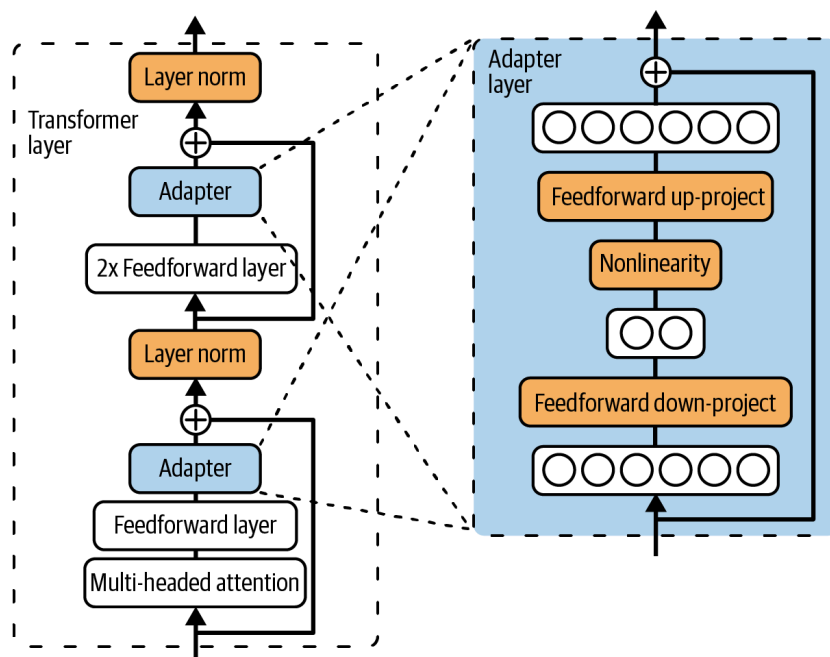 Layer norm
Transformer
layer
Adapter
2x Feedforward layer
Layer norm
Adapter
Feedforward layer
Multi-headed attention
Adapter
layer
Feedforward up-project
Nonlinearity
Feedforward down-project